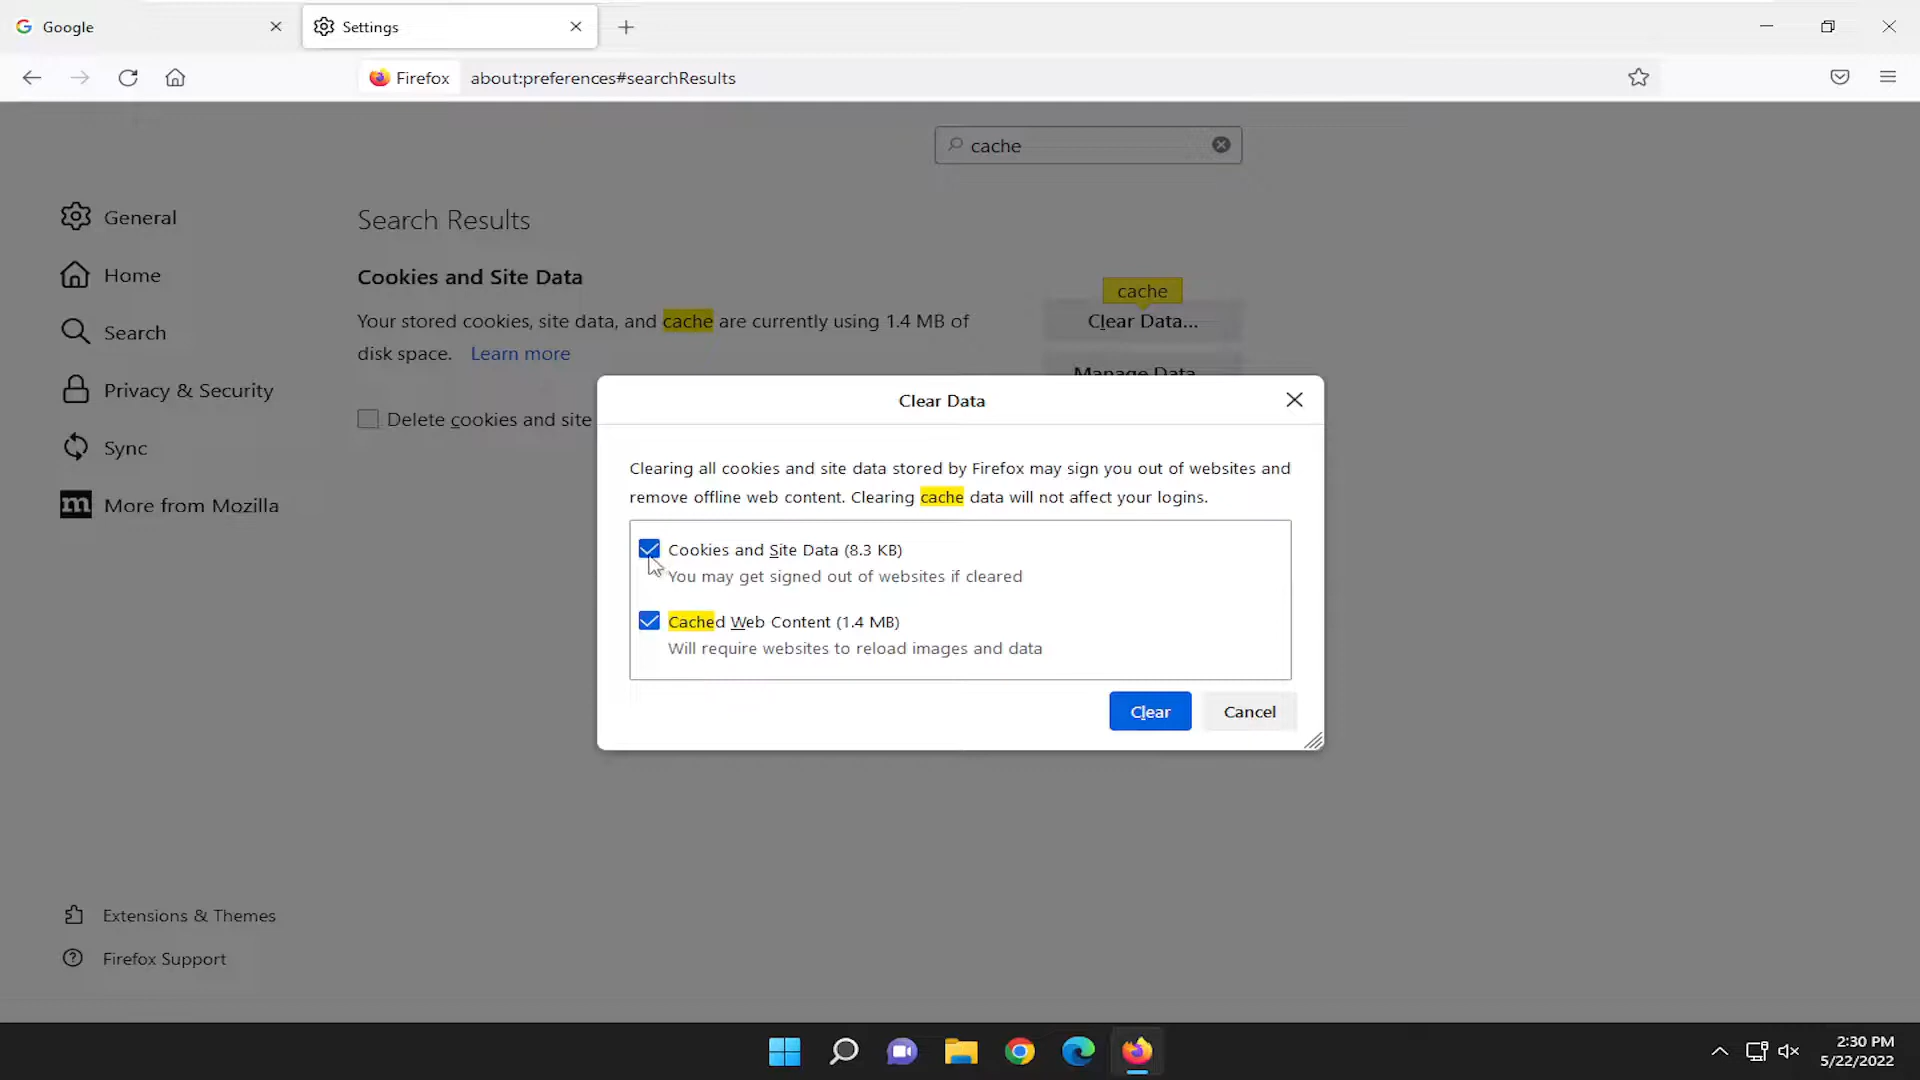 Google
Settings
Firefox
about:preferences#searchResults
cache
General
Home
Search
Privacy & Security
Sync
More from Mozilla
Extensions & Themes
Firefox Support
Search Results
Cookies and Site Data
Your stored cookies, site data, and cache are currently using 1.4 MB of
disk space. Learn more
cache
Clear Data...
Manage Data...
Delete cookies and site
Clear Data
Clearing all cookies and site data stored by Firefox may sign you out of websites and
remove offline web content. Clearing cache data will not affect your logins.
Cookies and Site Data (8.3 KB)
You may get signed out of websites if cleared
Cached Web Content (1.4 MB)
Will require websites to reload images and data
Clear
Cancel
2:30 PM
5/22/2022